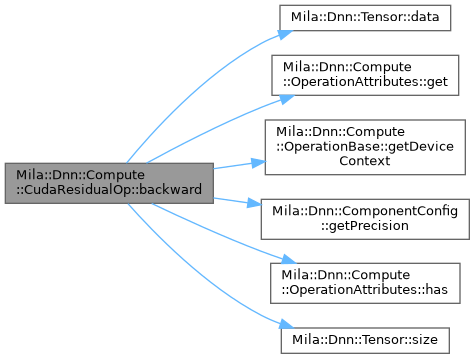 Mila::Dnn::Compute
::CudaResidualOp::backward
Mila::Dnn::Tensor::data
Mila::Dnn::Compute
::OperationAttributes::get
Mila::Dnn::Compute
::OperationBase::getDevice
Context
Mila::Dnn::ComponentConfig
::getPrecision
Mila::Dnn::Compute
::OperationAttributes::has
Mila::Dnn::Tensor::size